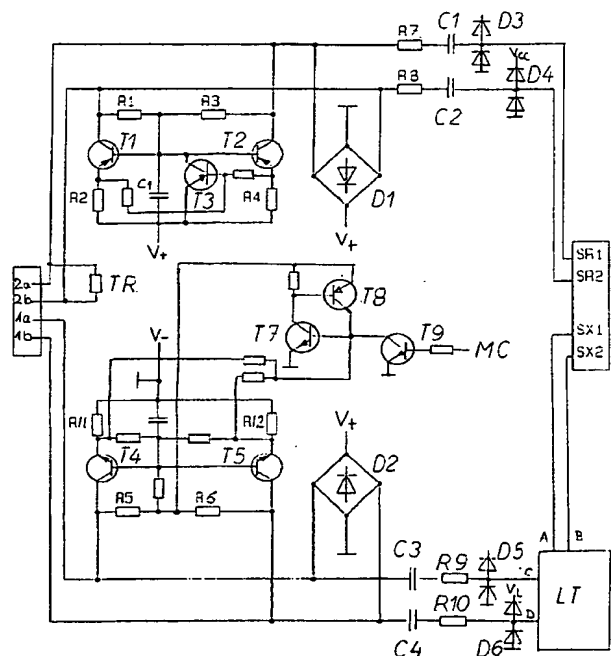 R7 C1 D3
R8 C2 Vcc D4
R1 R3
T1 T2
R2 C1 T3 R4
V+
D1
V+
2a
2b
1a
1b
TR
SR1
SR2
SX1
SX2
T8
T7 T9 MC
V-
R11 R12
T4 T5
V+
D2
R5 R6
A B
C3 R9 D5 C
LT
C4 R10 VL D
D6